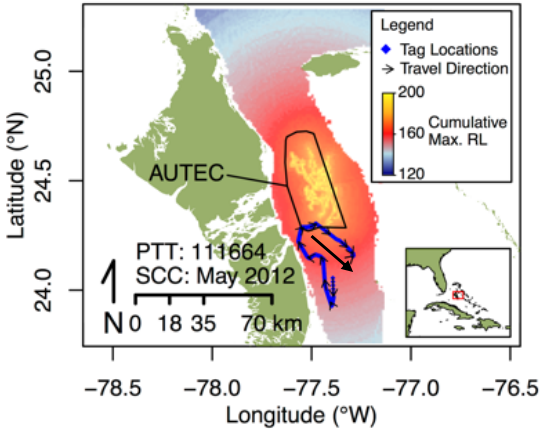 Legend
Tag Locations
Travel Direction
200
160
120
Cumulative
Max. RL
25.0
24.5
24.0
Latitude (°N)
AUTEC
PTT: 111664
SCC: May 2012
N
0 18 35 70 km
−78.5 −78.0 −77.5 −77.0 −76.5
Longitude (°W)